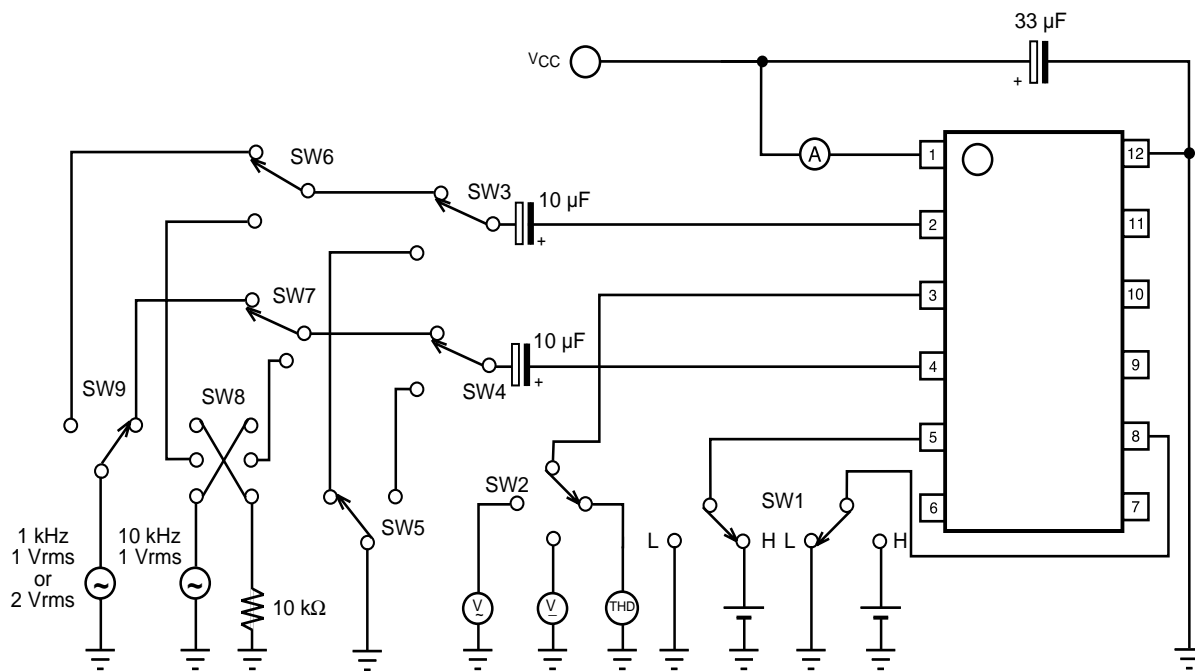 33 µF
VCC
+
A
1
12
SW6
SW3
10 µF
+
2
11
SW7
3
10
10 µF
+
SW4
4
9
SW9
SW8
5
8
SW2
SW1
6
7
SW5
1 kHz
1 Vrms
or
2 Vrms
10 kHz
1 Vrms
L
H
L
H
~
~
10 kΩ
V
~
V
–
THD